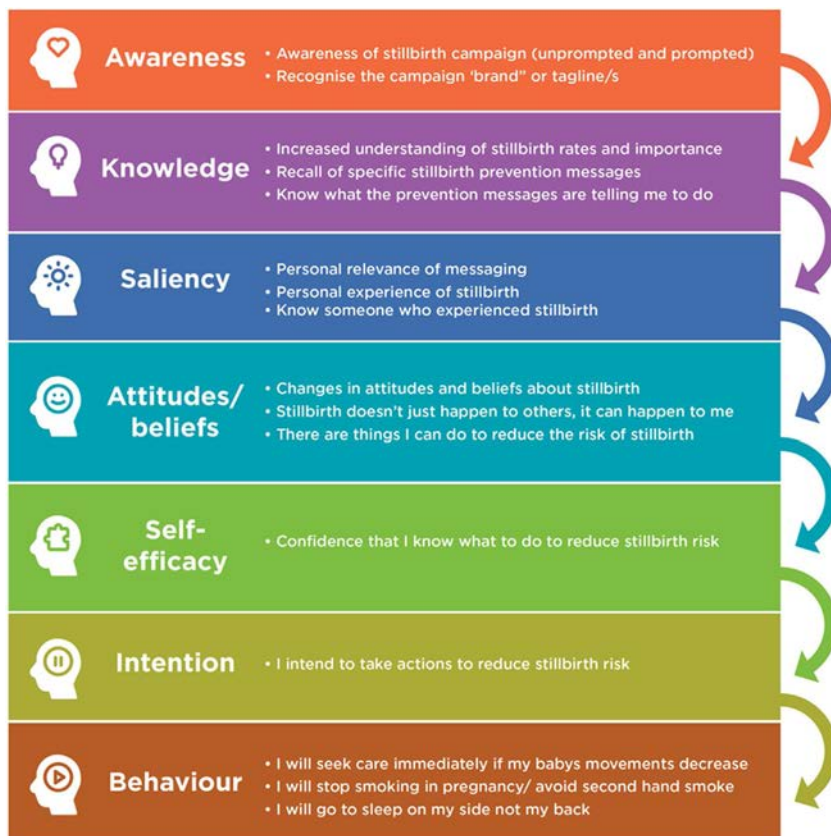 Awareness
• Awareness of stillbirth campaign (unprompted and prompted)
• Recognise the campaign ‘brand” or tagline/s
Knowledge
• Increased understanding of stillbirth rates and importance
• Recall of specific stillbirth prevention messages
• Know what the prevention messages are telling me to do
Saliency
• Personal relevance of messaging
• Personal experience of stillbirth
• Know someone who experienced stillbirth
Attitudes/
beliefs
• Changes in attitudes and beliefs about stillbirth
• Stillbirth doesn't just happen to others, it can happen to me
• There are things I can do to reduce the risk of stillbirth
Self-
efficacy
• Confidence that I know what to do to reduce stillbirth risk
Intention
• I intend to take actions to reduce stillbirth risk
Behaviour
• I will seek care immediately if my babys movements decrease
• I will stop smoking in pregnancy/ avoid second hand smoke
• I will go to sleep on my side not my back